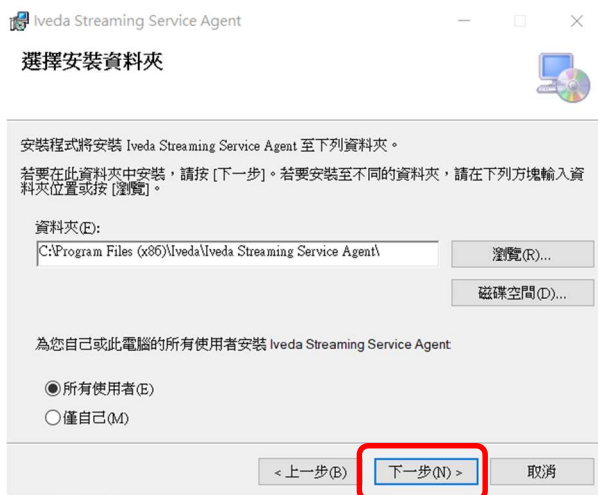 Iveda Streaming Service Agent
選擇安裝資料夾
安裝程式將安裝 Iveda Streaming Service Agent 至下列資料夾。
若要在此資料夾中安裝，請按 [下一步]。若要安裝至不同的資料夾，請在下列方塊輸入資
料夾位置或按 [瀏覽]。
資料夾(F):
C:\Program Files (x86)\Iveda\Iveda Streaming Service Agent\
瀏覽(R)...
磁碟空間(D)...
為您自己或此電腦的所有使用者安裝 Iveda Streaming Service Agent:
所有使用者(E)
僅自己(M)
< 上一步(B)
下一步(N) >
取消